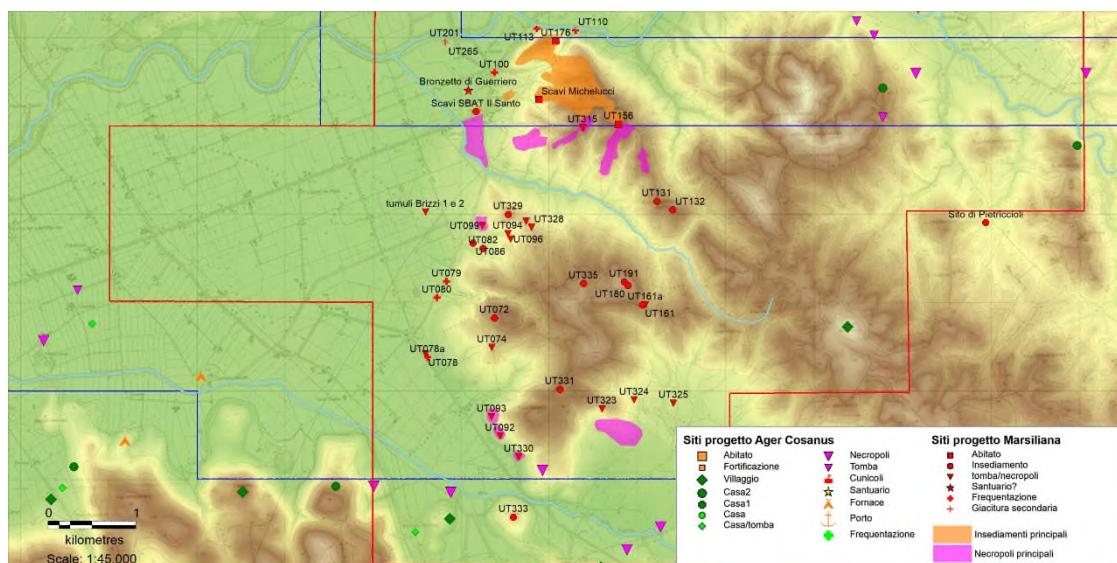 UT110
UT201
UT113
UT176
UT265
UT100
Bronzetto di Guerriero
Scavi Michelucci
Scavi SBAT Il Santo
UT315
UT156
UT131
UT132
tumuli Brizzi 1 e 2
UT329
UT328
UT099
UT094
UT096
UT082
UT086
Sito di Pietriccioli
UT079
UT080
UT335
UT191
UT180
UT161a
UT161
UT072
UT074
UT078a
UT078
UT331
UT324
UT325
UT323
UT093
UT092
UT330
UT333
0 1
kilometres
Scale: 1:45.000
Siti progetto Ager Cosanus
Abitato
Fortificazione
Villaggio
Casa2
Casa1
Casa
Casa/tomba
Necropoli
Tomba
Cunicoli
Santuario
Fornace
Porto
Frequentazione
Siti progetto Marsiliana
Abitato
Insediamento
tomba/necropoli
Santuario?
Frequentazione
Giacitura secondaria
Insediamenti principali
Necropoli principali